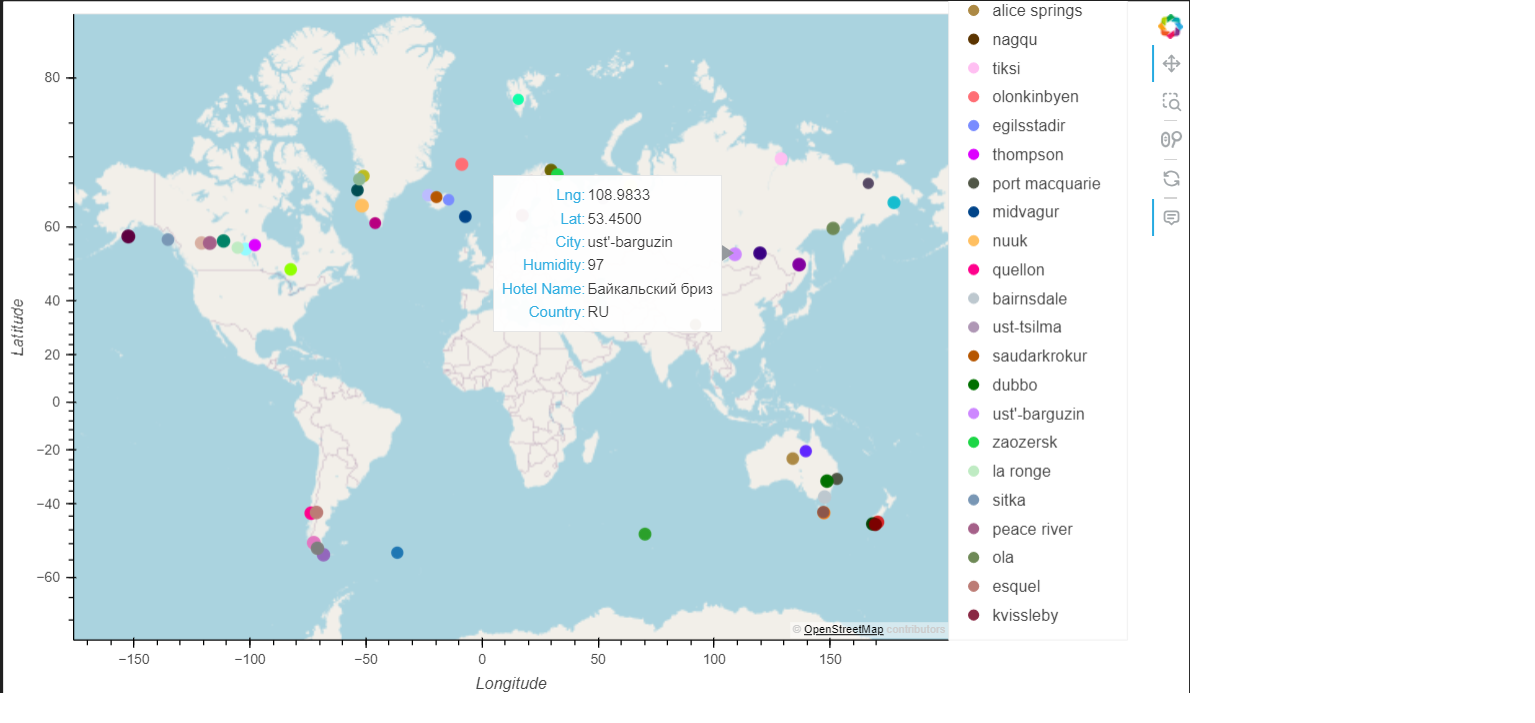 80
60
40
20
0
−20
−40
−60
Latitude
−150
−100
−50
0
50
100
150
Longitude
Lng: 108.9833
Lat: 53.4500
City: ust'-barguzin
Humidity: 97
Hotel Name: Байкальский бриз
Country: RU
© OpenStreetMap contributors
alice springs
nagqu
tiksi
olonkinbyen
egilsstadir
thompson
port macquarie
midvagur
nuuk
quellon
bairnsdale
ust-tsilma
saudarkrokur
dubbo
ust'-barguzin
zaozersk
la ronge
sitka
peace river
ola
esquel
kvissleby